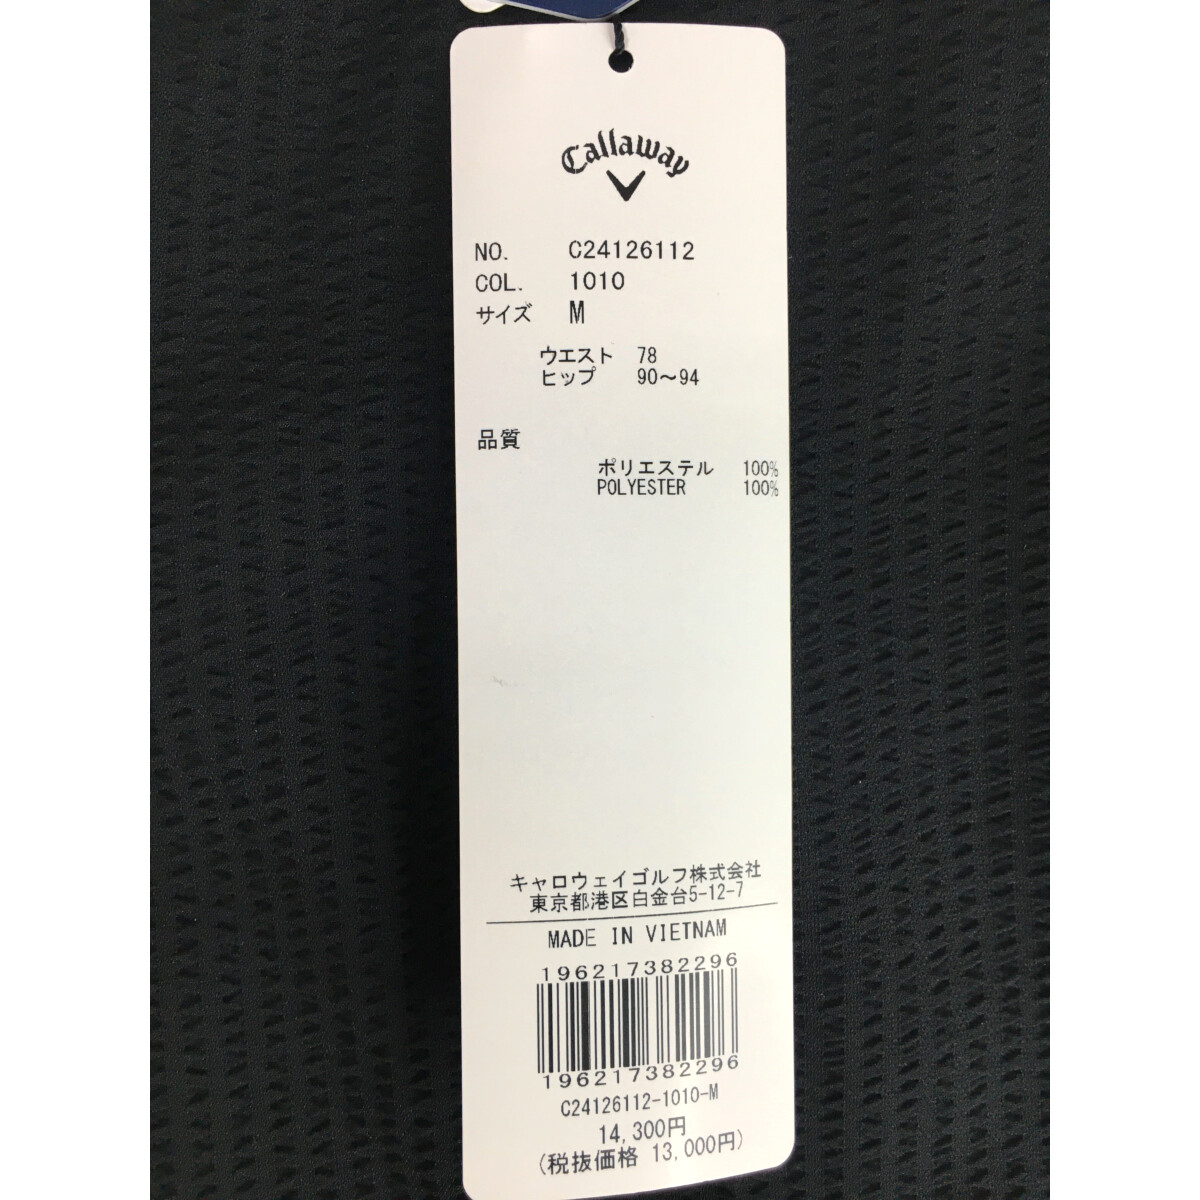 Callaway
NO. C24126112
COL. 1010
サイズ M
ウエスト 78
ヒップ 90～94
品質
ポリエステル 100%
POLYESTER 100%
キャロウェイゴルフ株式会社
東京都港区白金台5-12-7
MADE IN VIETNAM
196217382296
196217382296
C24126112-1010-M
14,300円
(税抜価格 13,000円)